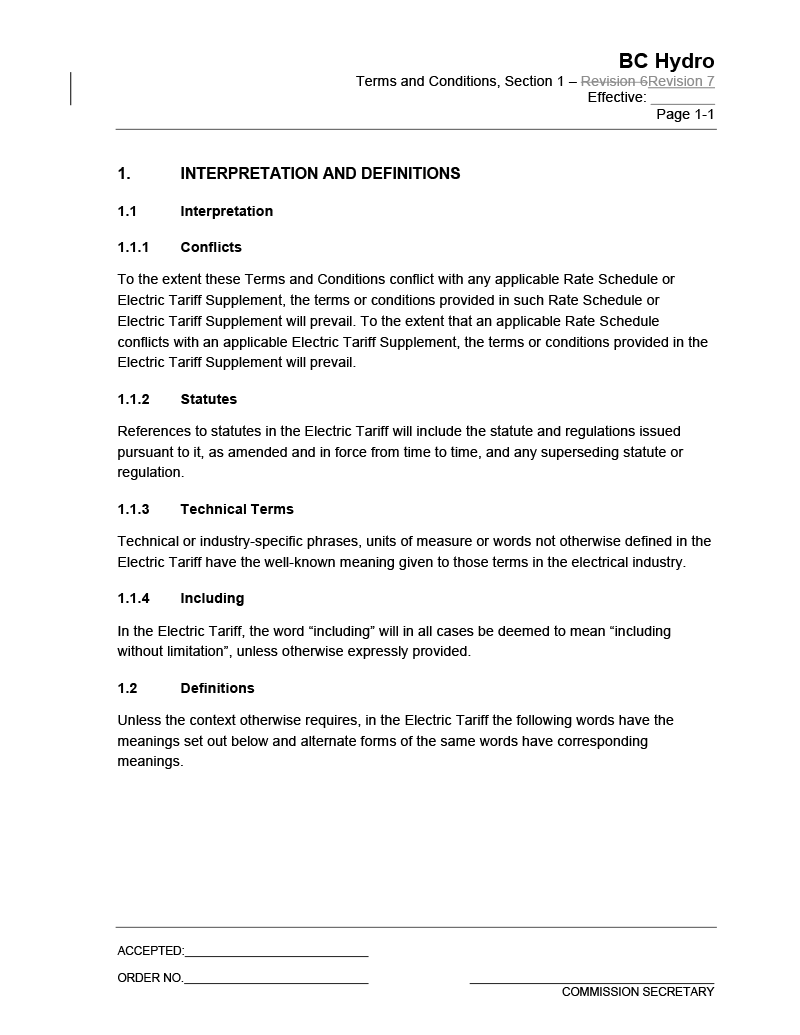 BC Hydro
Terms and Conditions, Section 1 – Revision 6Revision 7
Effective: ________
Page 1-1
1. INTERPRETATION AND DEFINITIONS
1.1 Interpretation
1.1.1 Conflicts
To the extent these Terms and Conditions conflict with any applicable Rate Schedule or
Electric Tariff Supplement, the terms or conditions provided in such Rate Schedule or
Electric Tariff Supplement will prevail. To the extent that an applicable Rate Schedule
conflicts with an applicable Electric Tariff Supplement, the terms or conditions provided in the
Electric Tariff Supplement will prevail.
1.1.2 Statutes
References to statutes in the Electric Tariff will include the statute and regulations issued
pursuant to it, as amended and in force from time to time, and any superseding statute or
regulation.
1.1.3 Technical Terms
Technical or industry-specific phrases, units of measure or words not otherwise defined in the
Electric Tariff have the well-known meaning given to those terms in the electrical industry.
1.1.4 Including
In the Electric Tariff, the word “including” will in all cases be deemed to mean “including
without limitation”, unless otherwise expressly provided.
1.2 Definitions
Unless the context otherwise requires, in the Electric Tariff the following words have the
meanings set out below and alternate forms of the same words have corresponding
meanings.
ACCEPTED:____________________________
ORDER NO.____________________________
COMMISSION SECRETARY